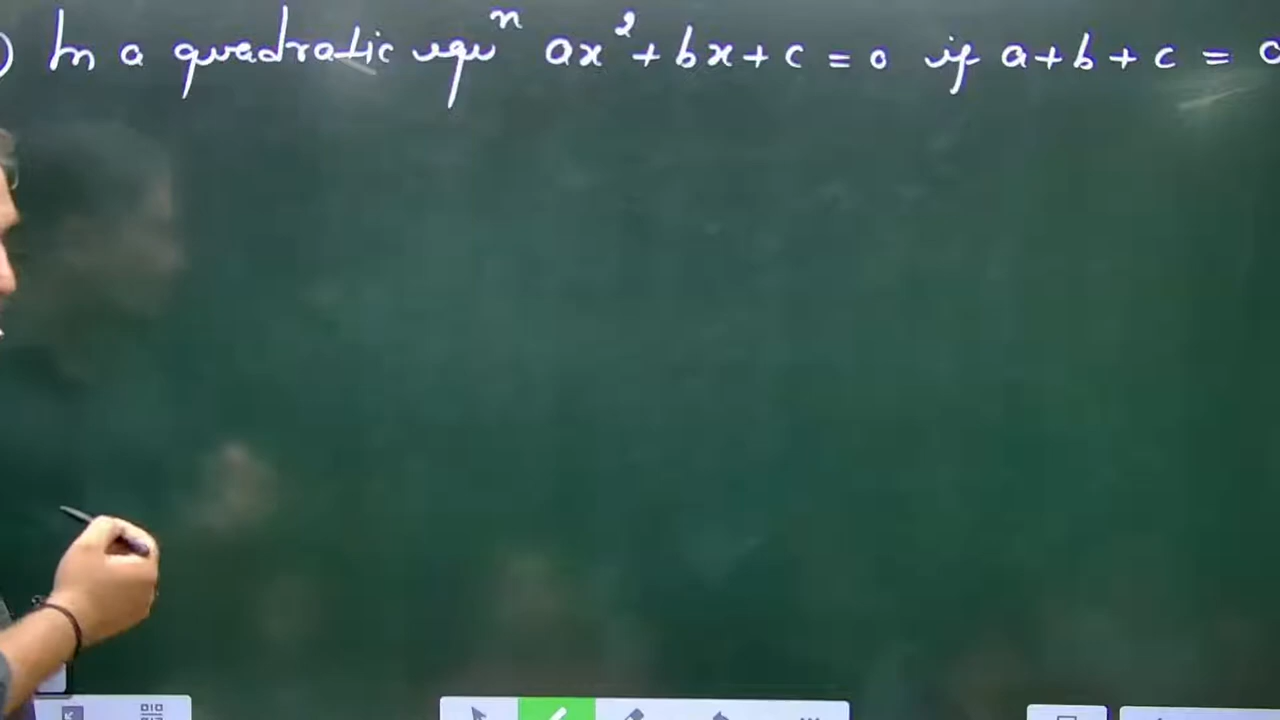 ) In a quadratic equⁿ ax²+bx+c=0 if a+b+c=0